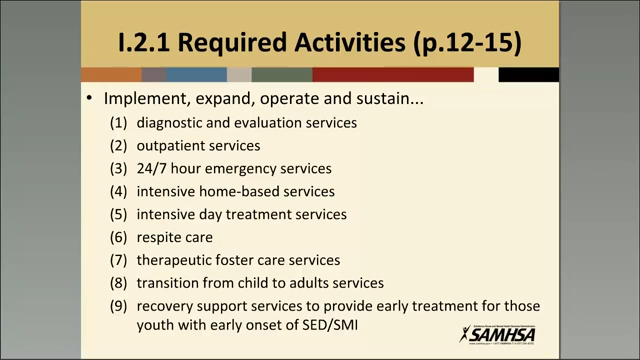 I.2.1 Required Activities (p.12-15)
• Implement, expand, operate and sustain...
(1) diagnostic and evaluation services
(2) outpatient services
(3) 24/7 hour emergency services
(4) intensive home-based services
(5) intensive day treatment services
(6) respite care
(7) therapeutic foster care services
(8) transition from child to adults services
(9) recovery support services to provide early treatment for those
youth with early onset of SED/SMI
SAMHSA